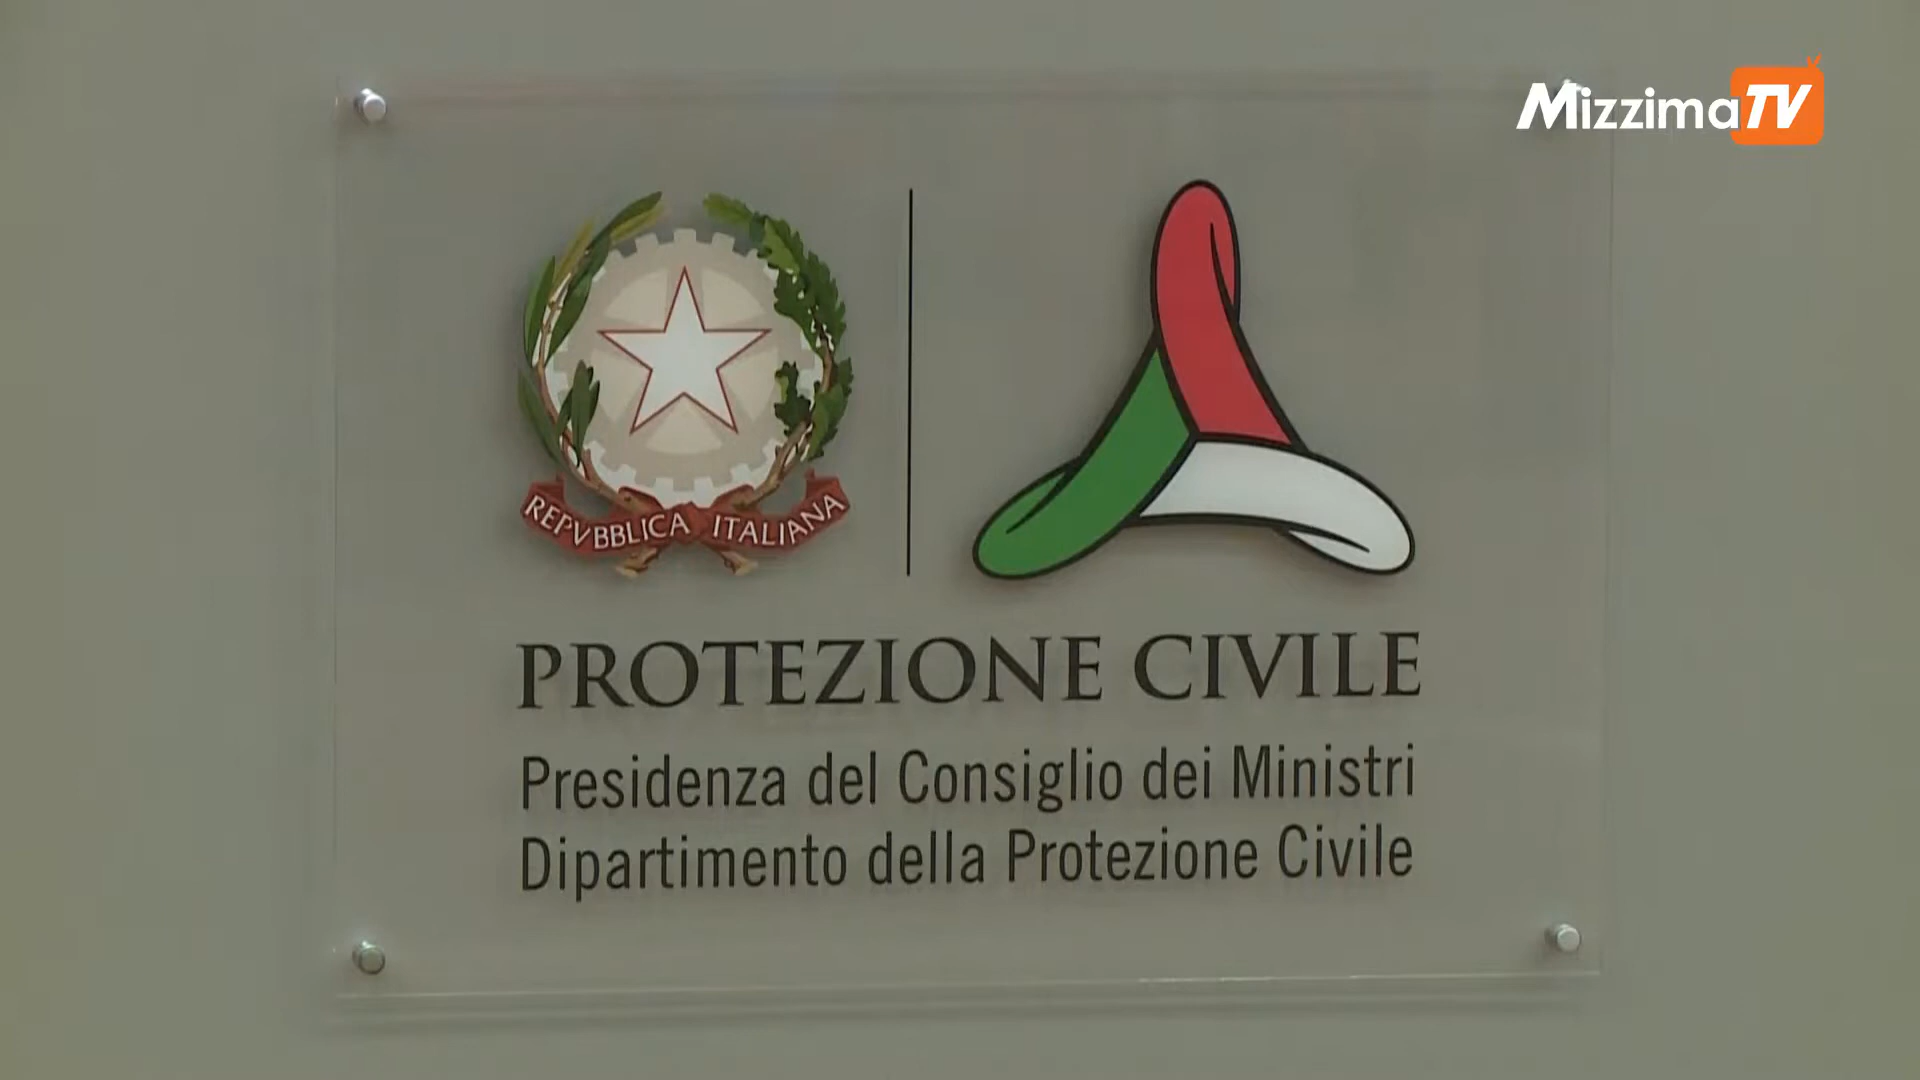 MizzimaTV
REPVBBLICA ITALIANA
PROTEZIONE CIVILE
Presidenza del Consiglio dei Ministri
Dipartimento della Protezione Civile